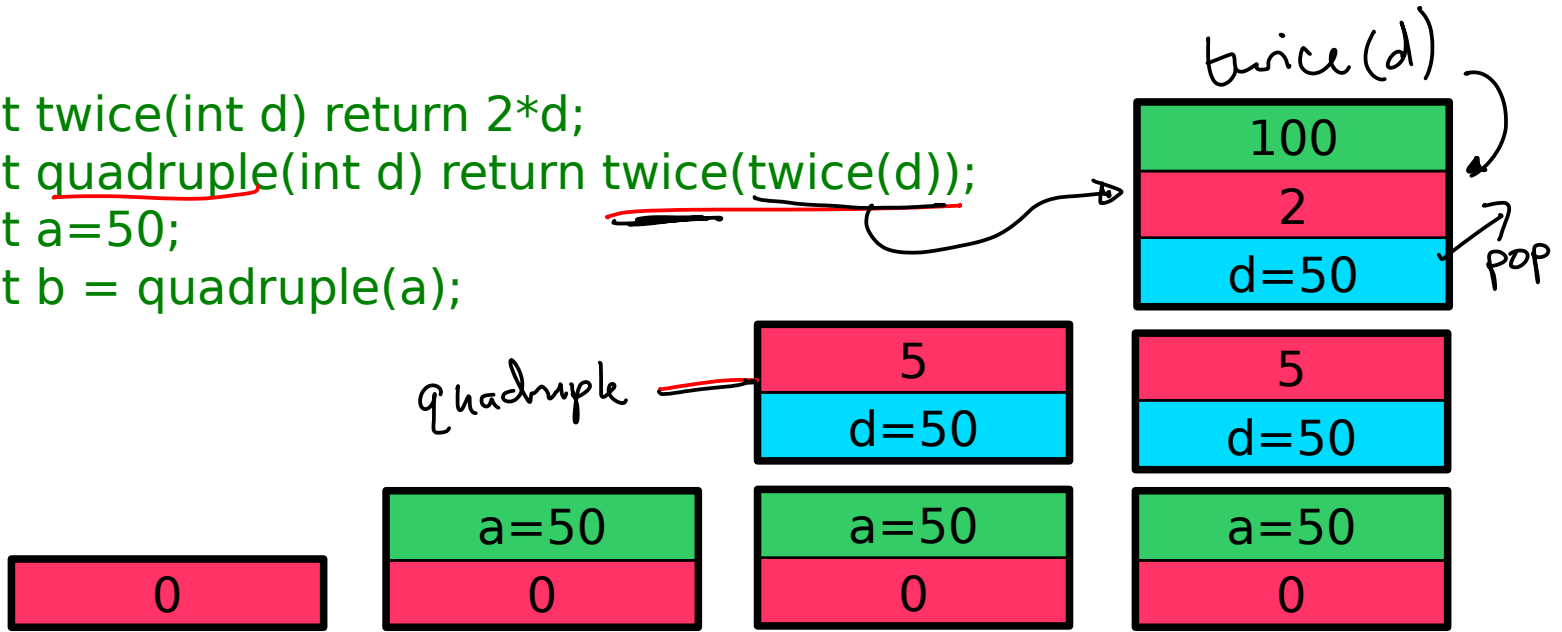 twice(d)
t twice(int d) return 2*d;
t quadruple(int d) return twice(twice(d));
t a=50;
t b = quadruple(a);
100
2
d=50
pop
quadruple
5
d=50
5
d=50
0
a=50
0
a=50
0
a=50
0